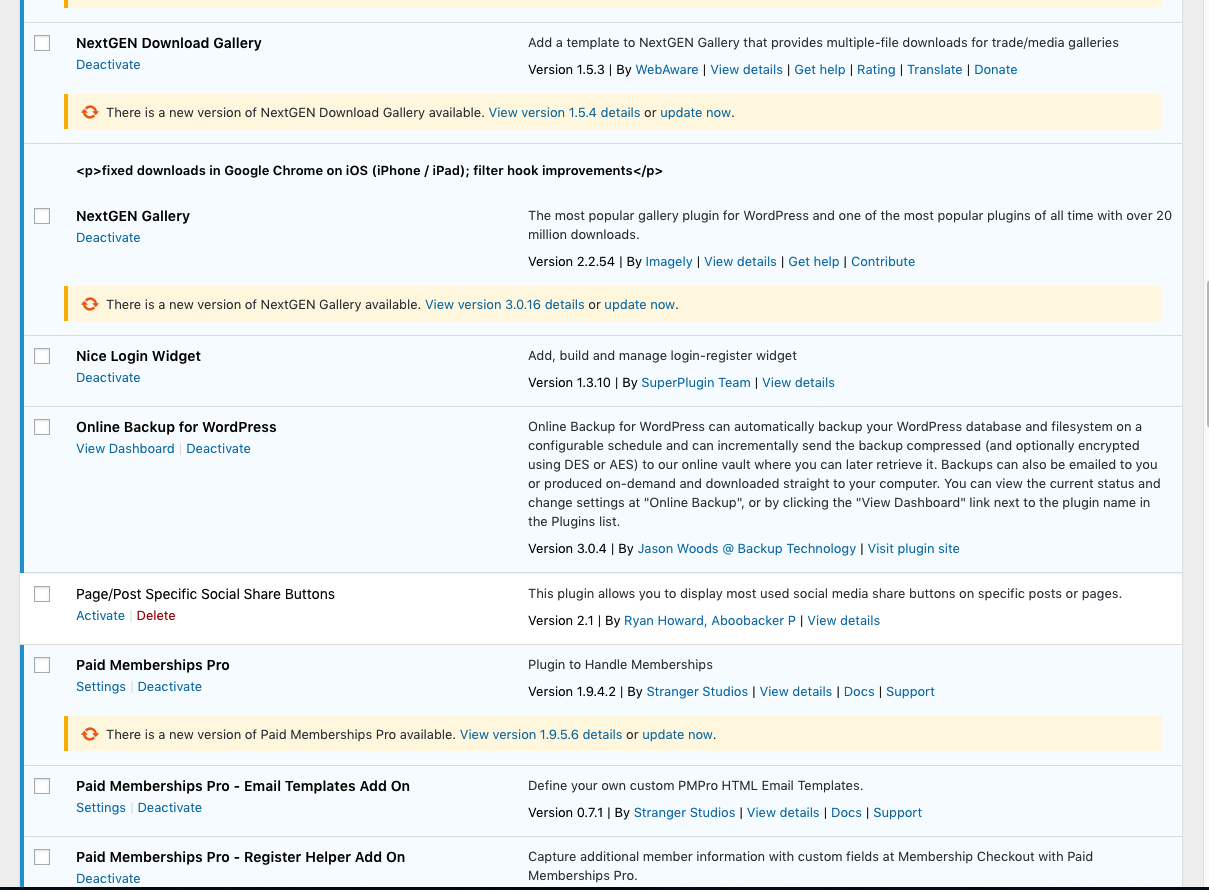 NextGEN Download Gallery
Deactivate
Add a template to NextGEN Gallery that provides multiple-file downloads for trade/media galleries
Version 1.5.3 | By WebAware | View details | Get help | Rating | Translate | Donate
There is a new version of NextGEN Download Gallery available. View version 1.5.4 details or update now.
<p>fixed downloads in Google Chrome on iOS (iPhone / iPad); filter hook improvements</p>
NextGEN Gallery
Deactivate
The most popular gallery plugin for WordPress and one of the most popular plugins of all time with over 20
million downloads.
Version 2.2.54 | By Imagely | View details | Get help | Contribute
There is a new version of NextGEN Gallery available. View version 3.0.16 details or update now.
Nice Login Widget
Deactivate
Add, build and manage login-register widget
Version 1.3.10 | By SuperPlugin Team | View details
Online Backup for WordPress
View Dashboard | Deactivate
Online Backup for WordPress can automatically backup your WordPress database and filesystem on a
configurable schedule and can incrementally send the backup compressed (and optionally encrypted
using DES or AES) to our online vault where you can later retrieve it. Backups can also be emailed to you
or produced on-demand and downloaded straight to your computer. You can view the current status and
change settings at "Online Backup", or by clicking the "View Dashboard" link next to the plugin name in
the Plugins list.
Version 3.0.4 | By Jason Woods @ Backup Technology | Visit plugin site
Page/Post Specific Social Share Buttons
Activate | Delete
This plugin allows you to display most used social media share buttons on specific posts or pages.
Version 2.1 | By Ryan Howard, Aboobacker P | View details
Paid Memberships Pro
Settings | Deactivate
Plugin to Handle Memberships
Version 1.9.4.2 | By Stranger Studios | View details | Docs | Support
There is a new version of Paid Memberships Pro available. View version 1.9.5.6 details or update now.
Paid Memberships Pro - Email Templates Add On
Settings | Deactivate
Define your own custom PMPro HTML Email Templates.
Version 0.7.1 | By Stranger Studios | View details | Docs | Support
Paid Memberships Pro - Register Helper Add On
Deactivate
Capture additional member information with custom fields at Membership Checkout with Paid
Memberships Pro.